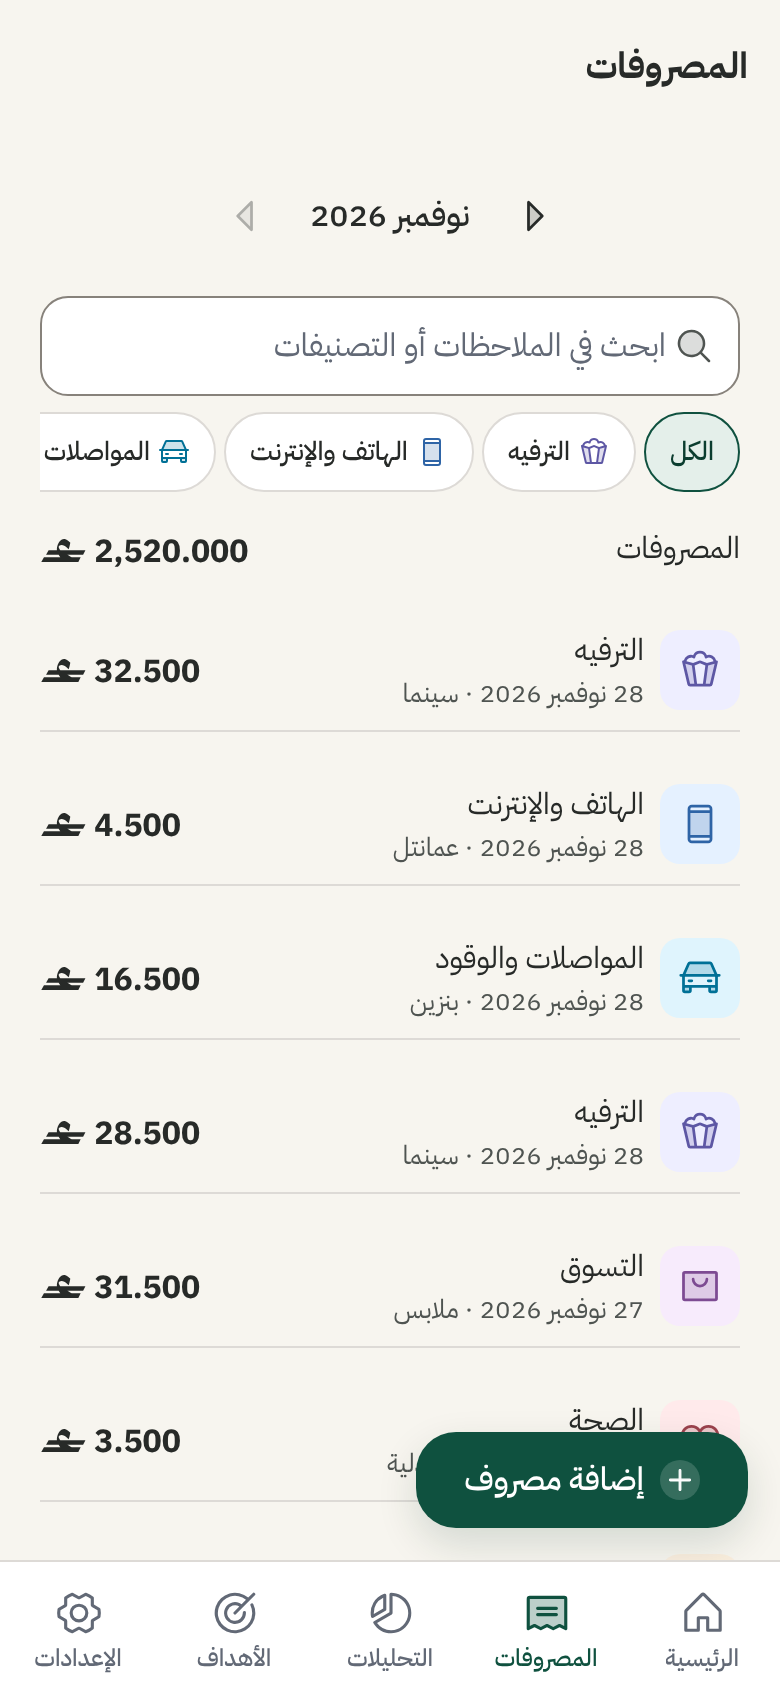 المصروفات
نوفمبر 2026
ابحث في الملاحظات أو التصنيفات
الكل
الترفيه
الهاتف والإنترنت
المواصلات
المصروفات
2,520.000
الترفيه
28 نوفمبر 2026 · سينما
32.500
الهاتف والإنترنت
28 نوفمبر 2026 · عمانتل
4.500
المواصلات والوقود
28 نوفمبر 2026 · بنزين
16.500
الترفيه
28 نوفمبر 2026 · سينما
28.500
التسوق
27 نوفمبر 2026 · ملابس
31.500
الصحة
3.500
إضافة مصروف
الرئيسية
المصروفات
التحليلات
الأهداف
الإعدادات